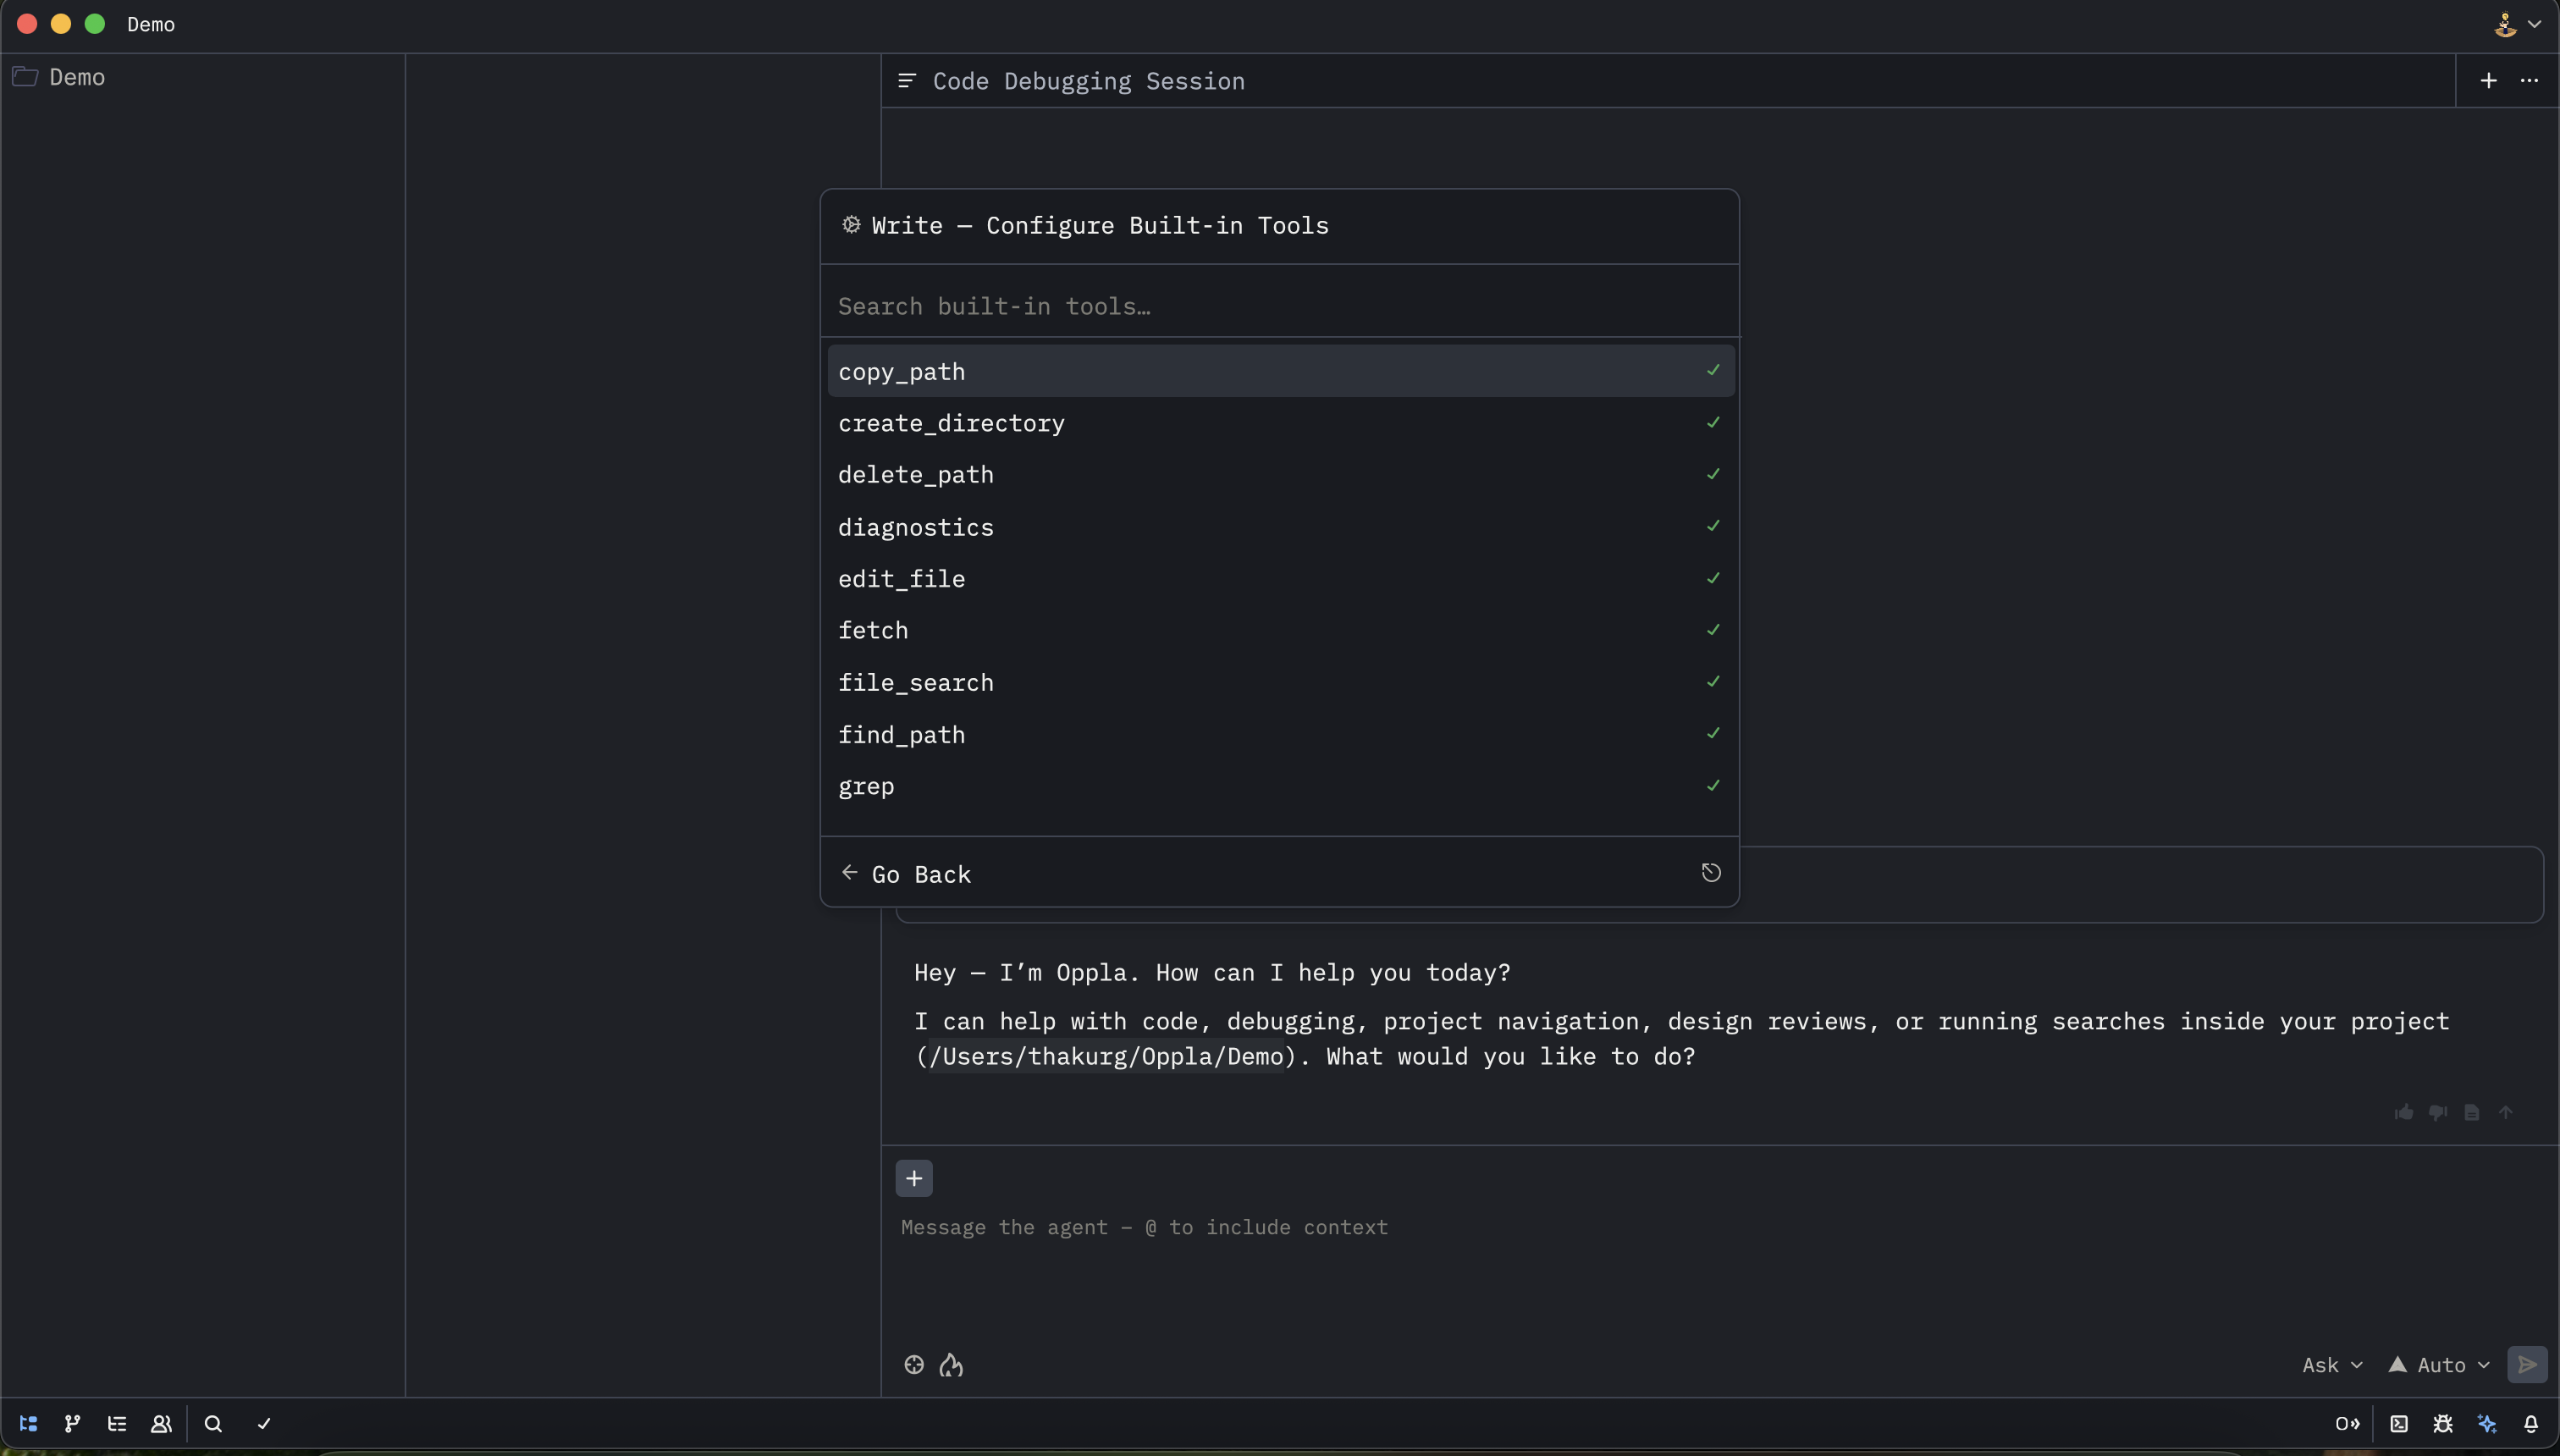 Demo
Demo
Code Debugging Session
Write — Configure Built-in Tools
Search built-in tools…
copy_path
create_directory
delete_path
diagnostics
edit_file
fetch
file_search
find_path
grep
Go Back
Hey — I’m Oppla. How can I help you today?
I can help with code, debugging, project navigation, design reviews, or running searches inside your project
(/Users/thakurg/Oppla/Demo). What would you like to do?
Message the agent — @ to include context
Ask
Auto